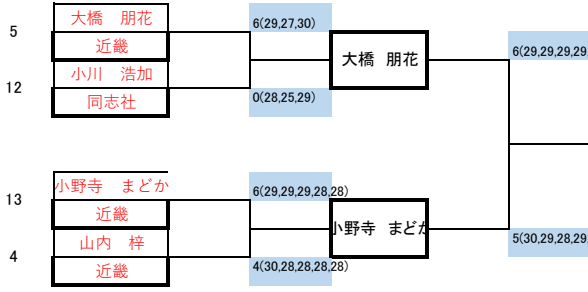 5
大橋　朋花
近畿
6(29,27,30)
12
小川　浩加
同志社
0(28,25,29)
大橋 朋花
6(29,29,29,29,
13
小野寺　まどか
近畿
6(29,29,29,28,28)
4
山内　梓
近畿
4(30,28,28,28,28)
小野寺 まどか
5(30,29,28,29,